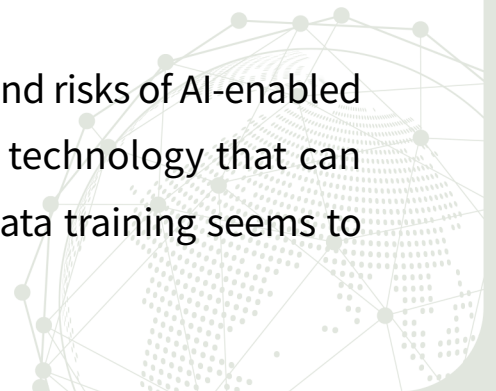 nd risks of AI-enabled
technology that can
ata training seems to